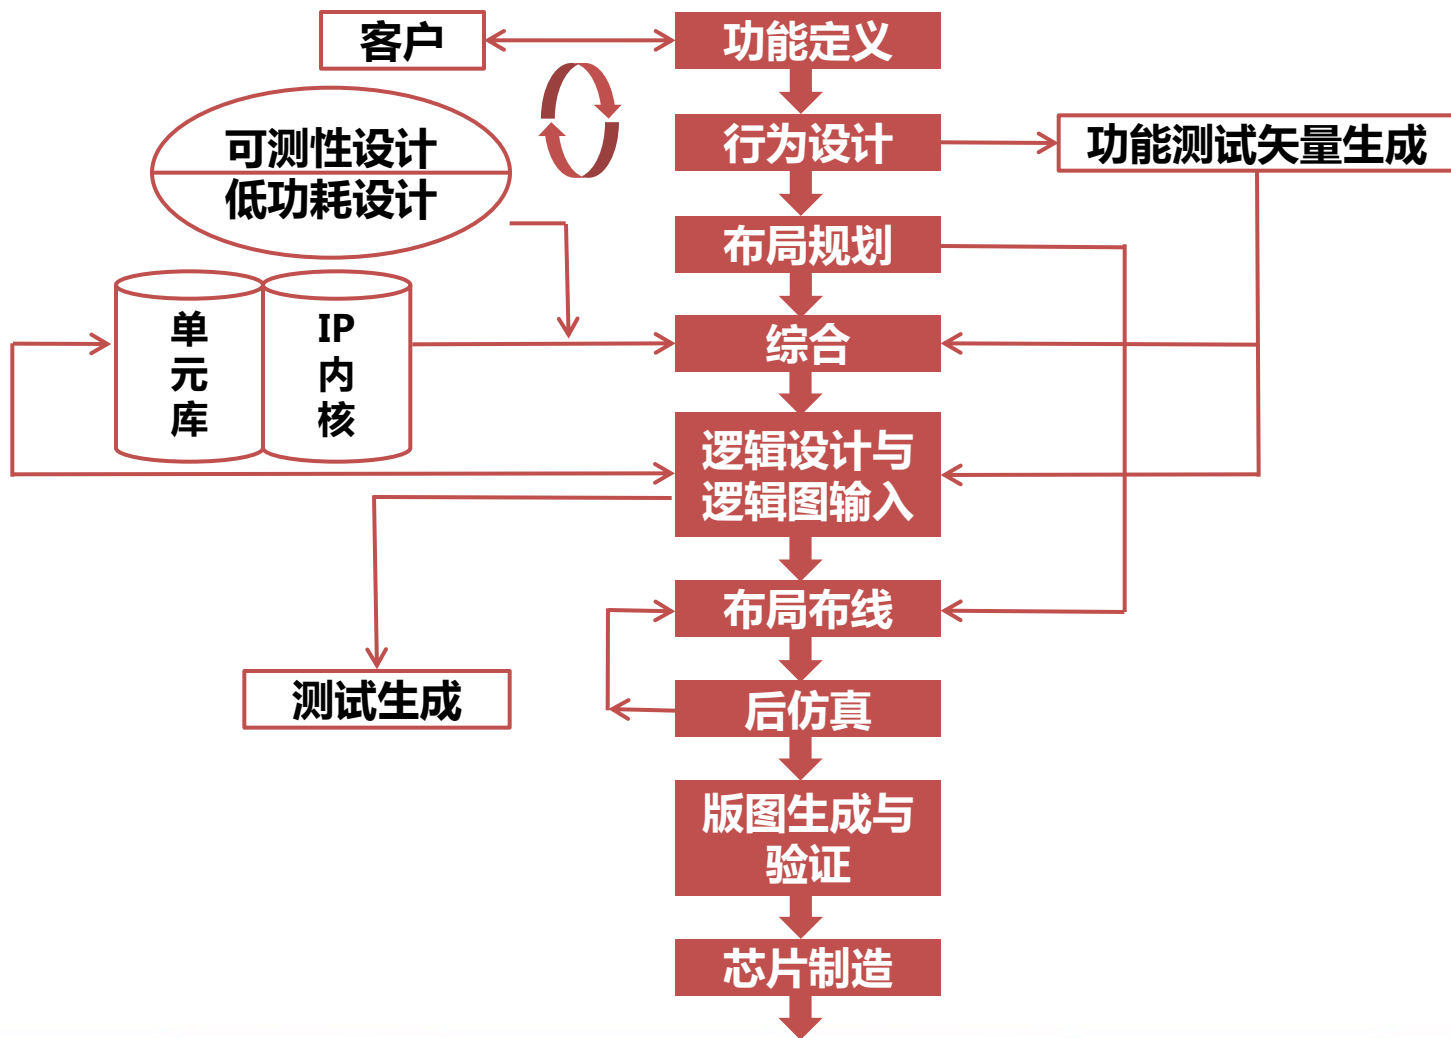 客户
功能定义
可测性设计
低功耗设计
行为设计
功能测试矢量生成
布局规划
单
元
库
IP
内
核
综合
逻辑设计与
逻辑图输入
布局布线
测试生成
后仿真
版图生成与
验证
芯片制造